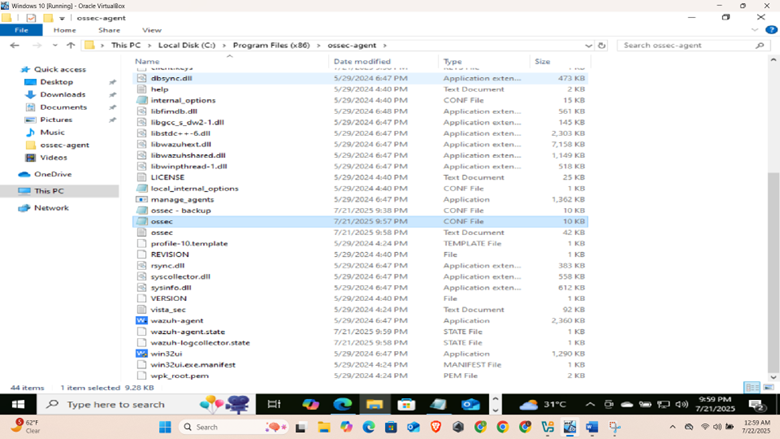 Windows 10 [Running] - Oracle VirtualBox
ossec-agent
File Home Share View
This PC > Local Disk (C:) > Program Files (x86) > ossec-agent Search ossec-agent
Name Date modified Type Size
Quick access
Desktop
Downloads
Documents
Pictures
Music
ossec-agent
Videos
OneDrive
This PC
Network
dbsync.dll 5/29/2024 6:47 PM Application exten... 473 KB
help 5/29/2024 4:40 PM Text Document 2 KB
internal_options 5/29/2024 4:40 PM CONF File 15 KB
libfimdb.dll 5/29/2024 6:48 PM Application exten... 561 KB
libgcc_s_dw2-1.dll 5/29/2024 6:47 PM Application exten... 145 KB
libstdc++-6.dll 5/29/2024 6:47 PM Application exten... 2,303 KB
libwazuhext.dll 5/29/2024 6:47 PM Application exten... 7,158 KB
libwazuhshared.dll 5/29/2024 6:47 PM Application exten... 1,149 KB
libwinpthread-1.dll 5/29/2024 6:47 PM Application exten... 518 KB
LICENSE 5/29/2024 4:40 PM Text Document 25 KB
local_internal_options 5/29/2024 4:40 PM CONF File 1 KB
manage_agents 5/29/2024 6:47 PM Application 1,362 KB
ossec - backup 7/21/2025 9:38 PM CONF File 10 KB
ossec 7/21/2025 9:57 PM CONF File 10 KB
ossec 7/21/2025 9:58 PM Text Document 42 KB
profile-10.template 5/29/2024 4:24 PM TEMPLATE File 1 KB
REVISION 5/29/2024 4:40 PM File 1 KB
rsync.dll 5/29/2024 6:47 PM Application exten... 383 KB
syscollector.dll 5/29/2024 6:47 PM Application exten... 558 KB
sysinfo.dll 5/29/2024 6:47 PM Application exten... 612 KB
VERSION 5/29/2024 4:40 PM File 1 KB
vista_sec 5/29/2024 4:24 PM Text Document 92 KB
wazuh-agent 5/29/2024 6:47 PM Application 2,360 KB
wazuh-agent.state 7/21/2025 9:59 PM STATE File 1 KB
wazuh-logcollector.state 7/21/2025 9:58 PM STATE File 1 KB
win32ui 5/29/2024 6:47 PM Application 1,290 KB
win32ui.exe.manifest 5/29/2024 4:24 PM MANIFEST File 1 KB
wpk_root.pem 5/29/2024 4:24 PM PEM File 2 KB
44 items 1 item selected 9.28 KB
Type here to search 31°C 9:59 PM
7/21/2025
62°F
Clear Search 12:59 AM
7/22/2025